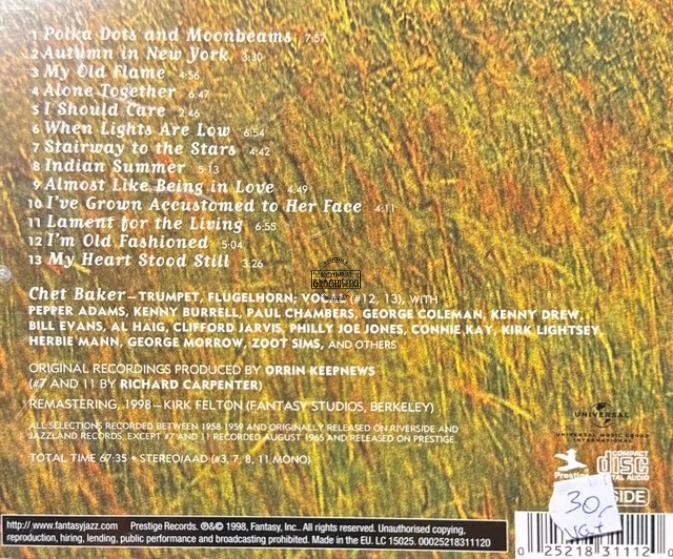 1 Polka Dots and Moonbeams 7:57
2 Autumn in New York 3:30
3 My Old Flame 4:56
4 Alone Together 6:47
5 I Should Care 2:46
6 When Lights Are Low 6:54
7 Stairway to the Stars 4:42
8 Indian Summer 5:13
9 Almost Like Being in Love 4:49
10 I've Grown Accustomed to Her Face 4:11
11 Lament for the Living 6:55
12 I'm Old Fashioned 5:04
13 My Heart Stood Still 3:26
GROCHOWSKI
Chet Baker—TRUMPET, FLUGELHORN; VOCAL (#12, 13), WITH
PEPPER ADAMS, KENNY BURRELL, PAUL CHAMBERS, GEORGE COLEMAN, KENNY DREW,
BILL EVANS, AL HAIG, CLIFFORD JARVIS, PHILLY JOE JONES, CONNIE KAY, KIRK LIGHTSEY,
HERBIE MANN, GEORGE MORROW, ZOOT SIMS, AND OTHERS
ORIGINAL RECORDINGS PRODUCED BY ORRIN KEEPNEWS
(#7 AND 11 BY RICHARD CARPENTER)
REMASTERING, 1998—KIRK FELTON (FANTASY STUDIOS, BERKELEY)
ALL SELECTIONS RECORDED BETWEEN 1958-1959 AND ORIGINALLY RELEASED ON RIVERSIDE AND
JAZZLAND RECORDS, EXCEPT #7 AND 11 RECORDED AUGUST 1965 AND RELEASED ON PRESTIGE.
TOTAL TIME 67:35 • STEREO/AAD (#3, 7, 8, 11 MONO)
UNIVERSAL
UNIVERSAL MUSIC GROUP
INTERNATIONAL
Prestige
COMPACT
disc
DIGITAL AUDIO
30,-
VG+
SIDE
http://www.fantasyjazz.com Prestige Records. ℗&© 1998, Fantasy, Inc.. All rights reserved. Unauthorised copying,
reproduction, hiring, lending, public performance and broadcasting prohibited. Made in the EU. LC 15025. 00025218311120
0 25218 31112 0